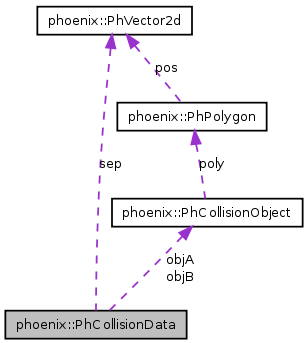 phoenix::PhVector2d
pos
phoenix::PhPolygon
sep
poly
phoenix::PhCollisionObject
objA
objB
phoenix::PhCollisionData